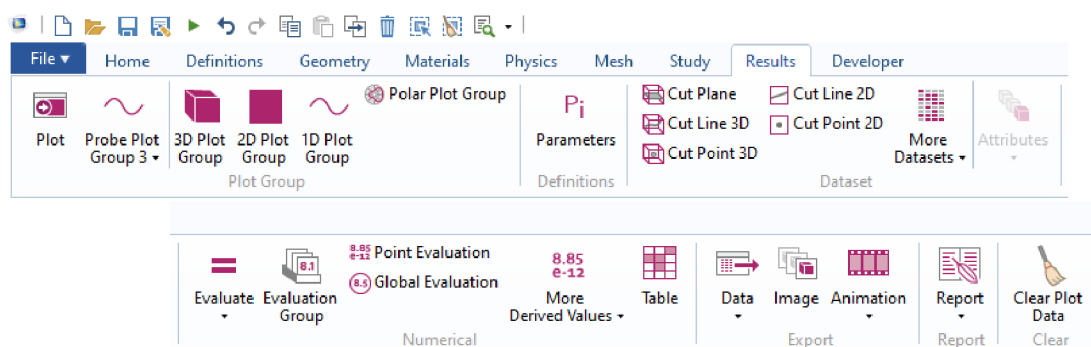 File ▾ Home Definitions Geometry Materials Physics Mesh Study Results Developer
Plot
Probe Plot
Group 3 ▾
3D Plot
Group
2D Plot
Group
1D Plot
Group
Polar Plot Group
Plot Group
Pi
Parameters
Definitions
Cut Plane
Cut Line 3D
Cut Point 3D
Cut Line 2D
Cut Point 2D
More
Datasets ▾
Attributes
Dataset
Evaluate
8.1
Evaluation
Group
8.85
e-12
Point Evaluation
8.5
Global Evaluation
8.85
e-12
More
Derived Values ▾
Table
Numerical
Data
Image
Animation
Export
Report
Report
Clear Plot
Data
Clear